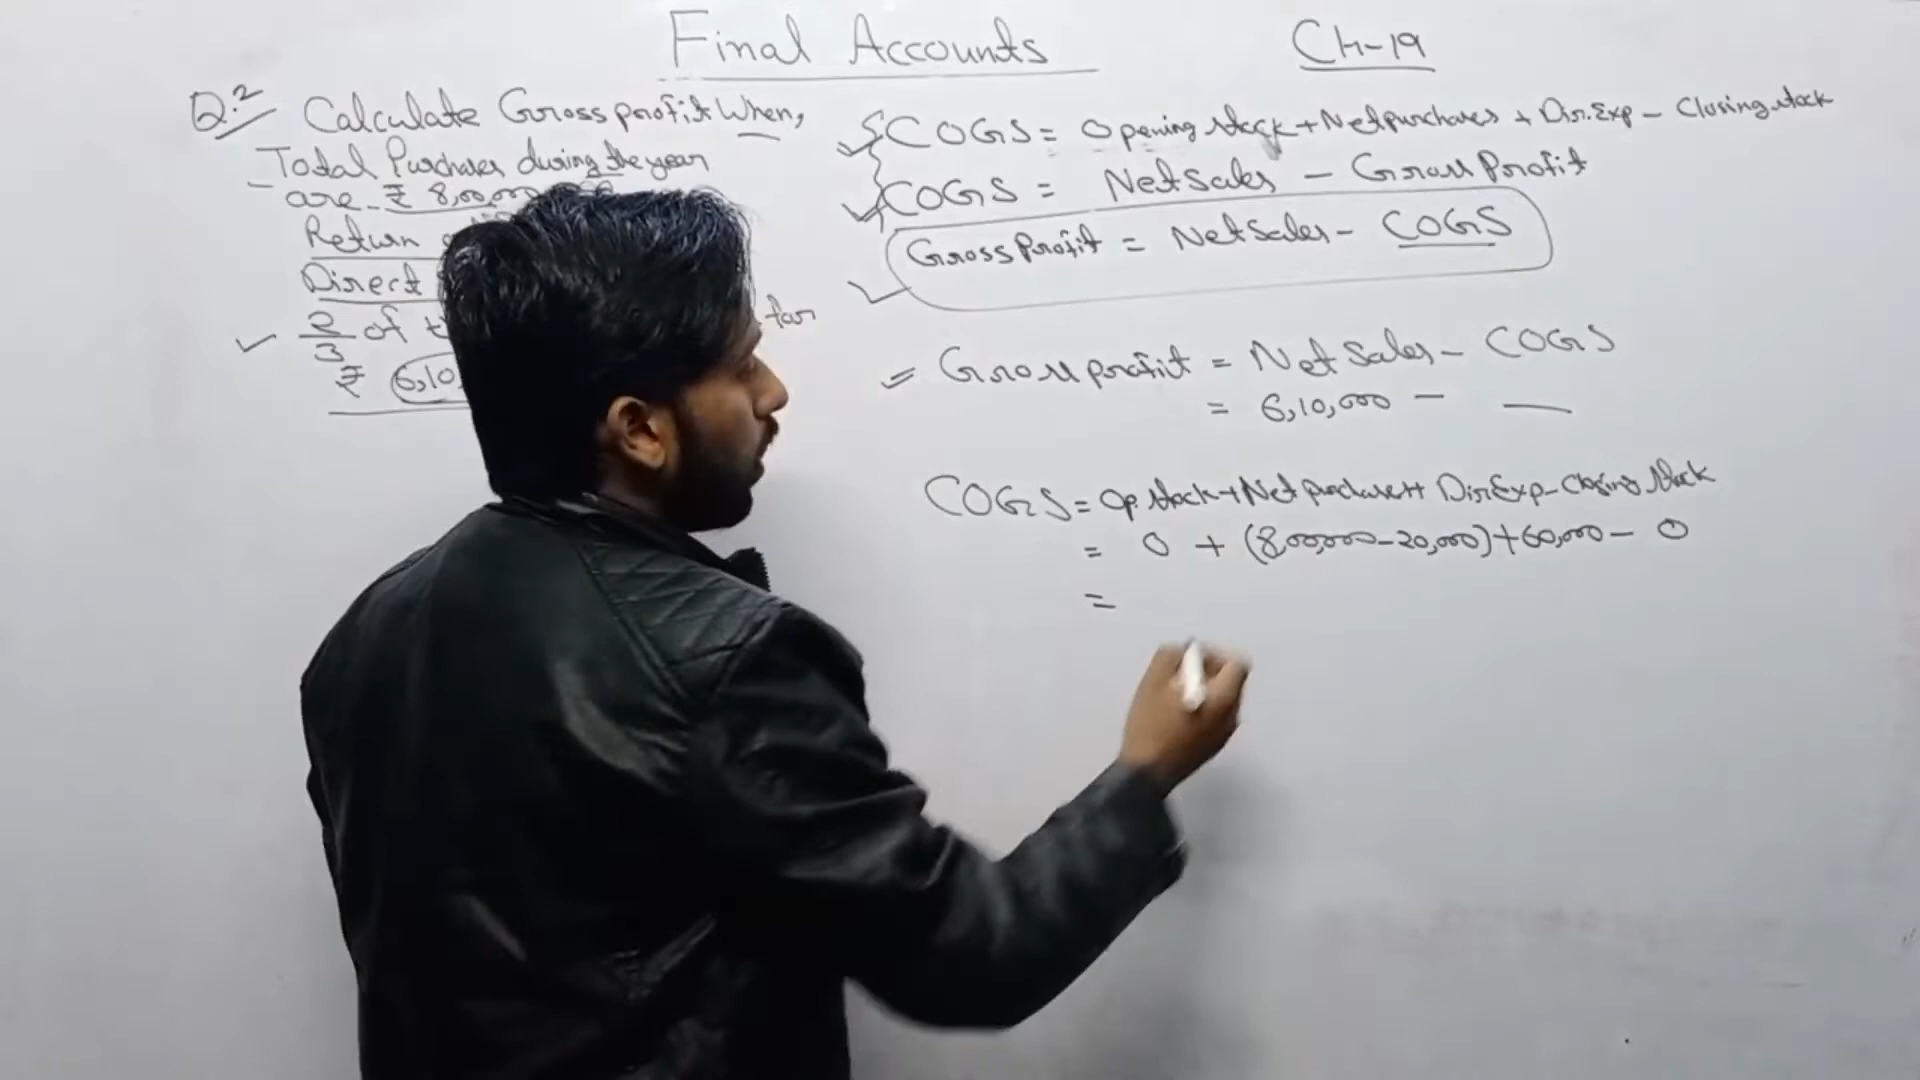 Final Accounts
Ch-19
Q.2 Calculate Gross profit When,
Total Purchases during the year
are ₹ 8,00,000
Return
Direct
2/3 of for
₹ 6,10,
COGS = Opening stock + Net purchases + Dir.Exp - Closing stock
COGS = Net Sales - Gross Profit
Gross Profit = Net Sales - COGS
= Gross profit = Net Sales - COGS
= 6,10,000 - —
COGS = Op. stock + Net purchases + Dir.Exp - Closing stock
= 0 + (8,00,000 - 20,000) + 60,000 - 0
=